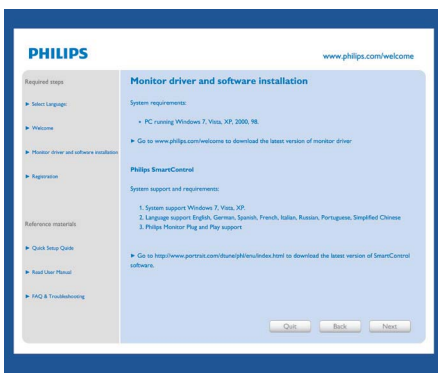 PHILIPS
www.philips.com/welcome
Required steps
Select Language:
Welcome
Monitor driver and software installation
Registration
Reference materials
Quick Setup Quide
Read User Manual
FAQ & Troubleshooting
Monitor driver and software installation
System requirements:
• PC running Windows 7, Vista, XP, 2000, 98.
Go to www.philips.com/welcome to download the latest version of monitor driver
Philips SmartControl
System support and requirements:
1. System support Windows 7, Vista, XP.
2. Language support English, German, Spanish, French, Italian, Russian, Portuguese, Simplified Chinese
3. Philips Monitor Plug and Play support
Go to http://www.portrait.com/dtune/phl/enu/index.html to download the latest version of SmartControl
software.
Quit
Back
Next